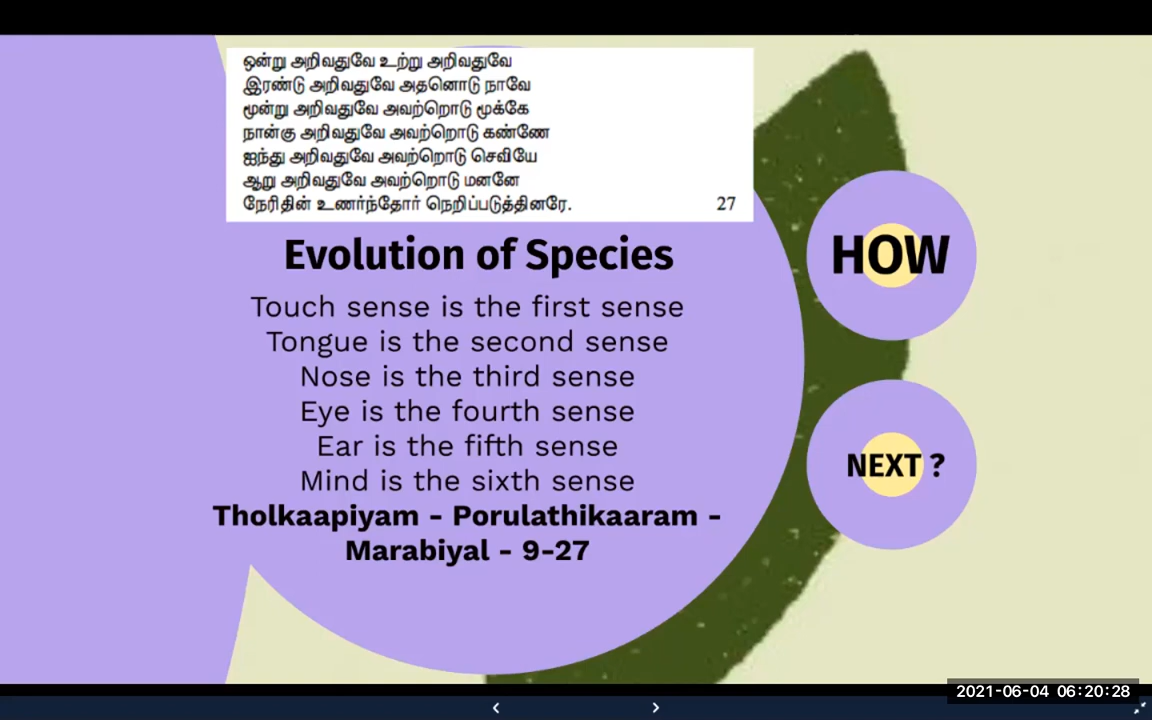 ஒன்று அறிவதுவே உற்று அறிவதுவே
இரண்டு அறிவதுவே அதனொடு நாவே
மூன்று அறிவதுவே அவற்றொடு மூக்கே
நான்கு அறிவதுவே அவற்றொடு கண்ணே
ஐந்து அறிவதுவே அவற்றொடு செவியே
ஆறு அறிவதுவே அவற்றொடு மனனே
நேரிதின் உணர்ந்தோர் நெறிப்படுத்தினரே. 27
Evolution of Species
Touch sense is the first sense
Tongue is the second sense
Nose is the third sense
Eye is the fourth sense
Ear is the fifth sense
Mind is the sixth sense
Tholkaapiyam - Porulathikaaram -
Marabiyal - 9-27
HOW
NEXT ?
2021-06-04 06:20:28